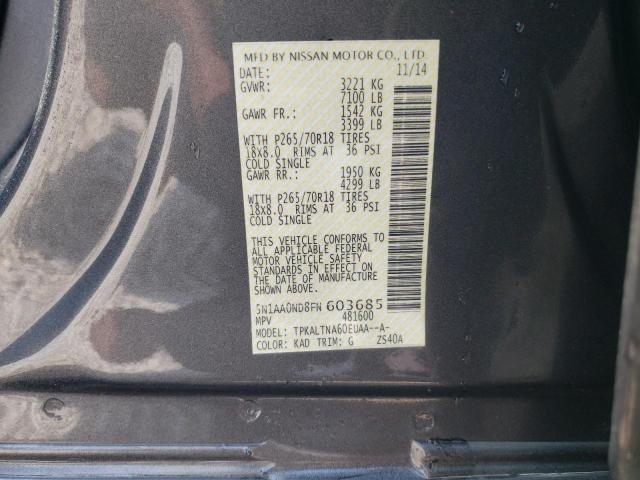 MFD BY NISSAN MOTOR CO., LTD
DATE: 11/14
GVWR: 3221 KG
7100 LB
GAWR FR.: 1542 KG
3399 LB
WITH P265/70R18 TIRES
18X8.0 RIMS AT 36 PSI
COLD SINGLE
GAWR RR.: 1950 KG
4299 LB
WITH P265/70R18 TIRES
18X8.0 RIMS AT 36 PSI
COLD SINGLE
THIS VEHICLE CONFORMS TO
ALL APPLICABLE FEDERAL
MOTOR VEHICLE SAFETY
STANDARDS IN EFFECT ON
THE DATE OF MANUFACTURE
SHOWN ABOVE.
5N1AA0ND8FN 603685
MPV 481600
MODEL: TPKALTNA60EUAA--A-
COLOR: KAD TRIM: G ZS40A